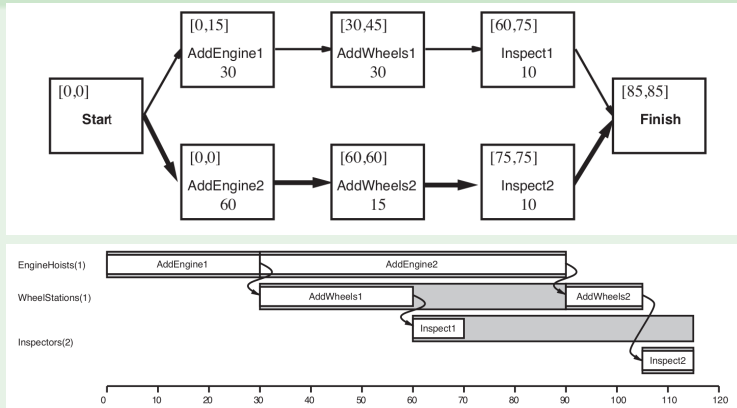 [0,15]
AddEngine1
30
[30,45]
AddWheels1
30
[60,75]
Inspect1
10
[0,0]
Start
[85,85]
Finish
[0,0]
AddEngine2
60
[60,60]
AddWheels2
15
[75,75]
Inspect2
10
EngineHoists(1)
AddEngine1
AddEngine2
WheelStations(1)
AddWheels1
AddWheels2
Inspectors(2)
Inspect1
Inspect2
0 10 20 30 40 50 60 70 80 90 100 110 120